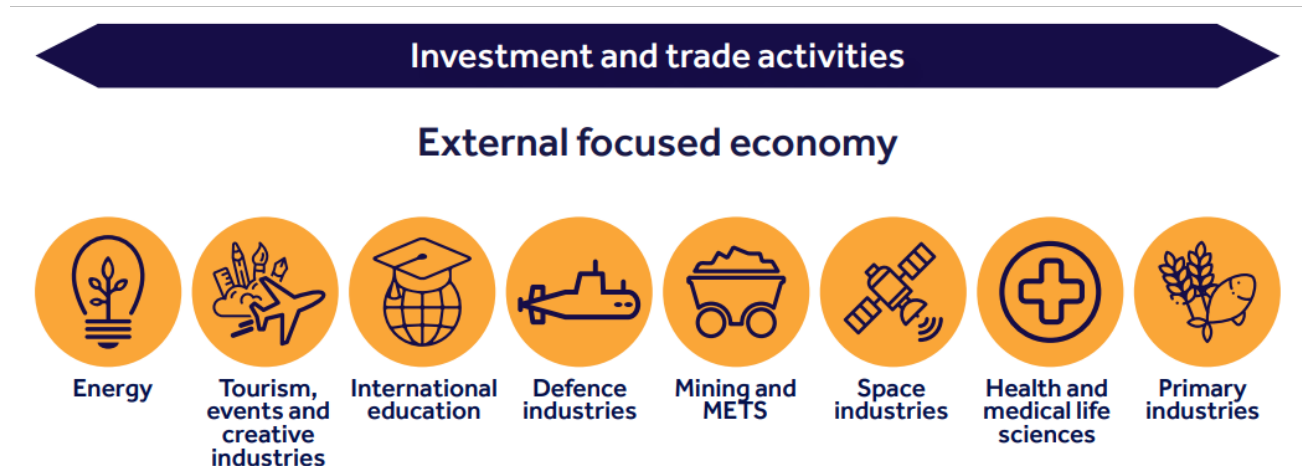 Investment and trade activities
External focused economy
Energy
Tourism,
events and
creative
industries
International
education
Defence
industries
Mining and
METS
Space
industries
Health and
medical life
sciences
Primary
industries